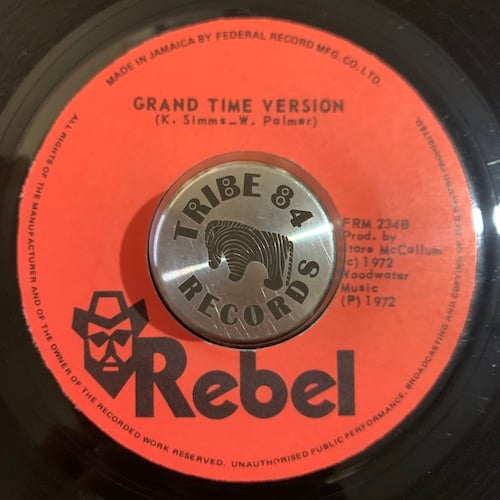 MADE IN JAMAICA BY FEDERAL RECORD MFG. CO. LTD.
GRAND TIME VERSION
(K. Simms_W. Palmer)
TRIBE 84
RECORDS
FRM 234B
Prod. by
tare McCallum
c) 1972
Woodwater
Music
(P) 1972
Rebel
ALL RIGHTS OF THE MANUFACTURER AND OF THE OWNER OF THE RECORDED WORK RESERVED. UNAUTHORISED PUBLIC PERFORMANCE, BROADCASTING AND COPYING OF PROHIBITED.